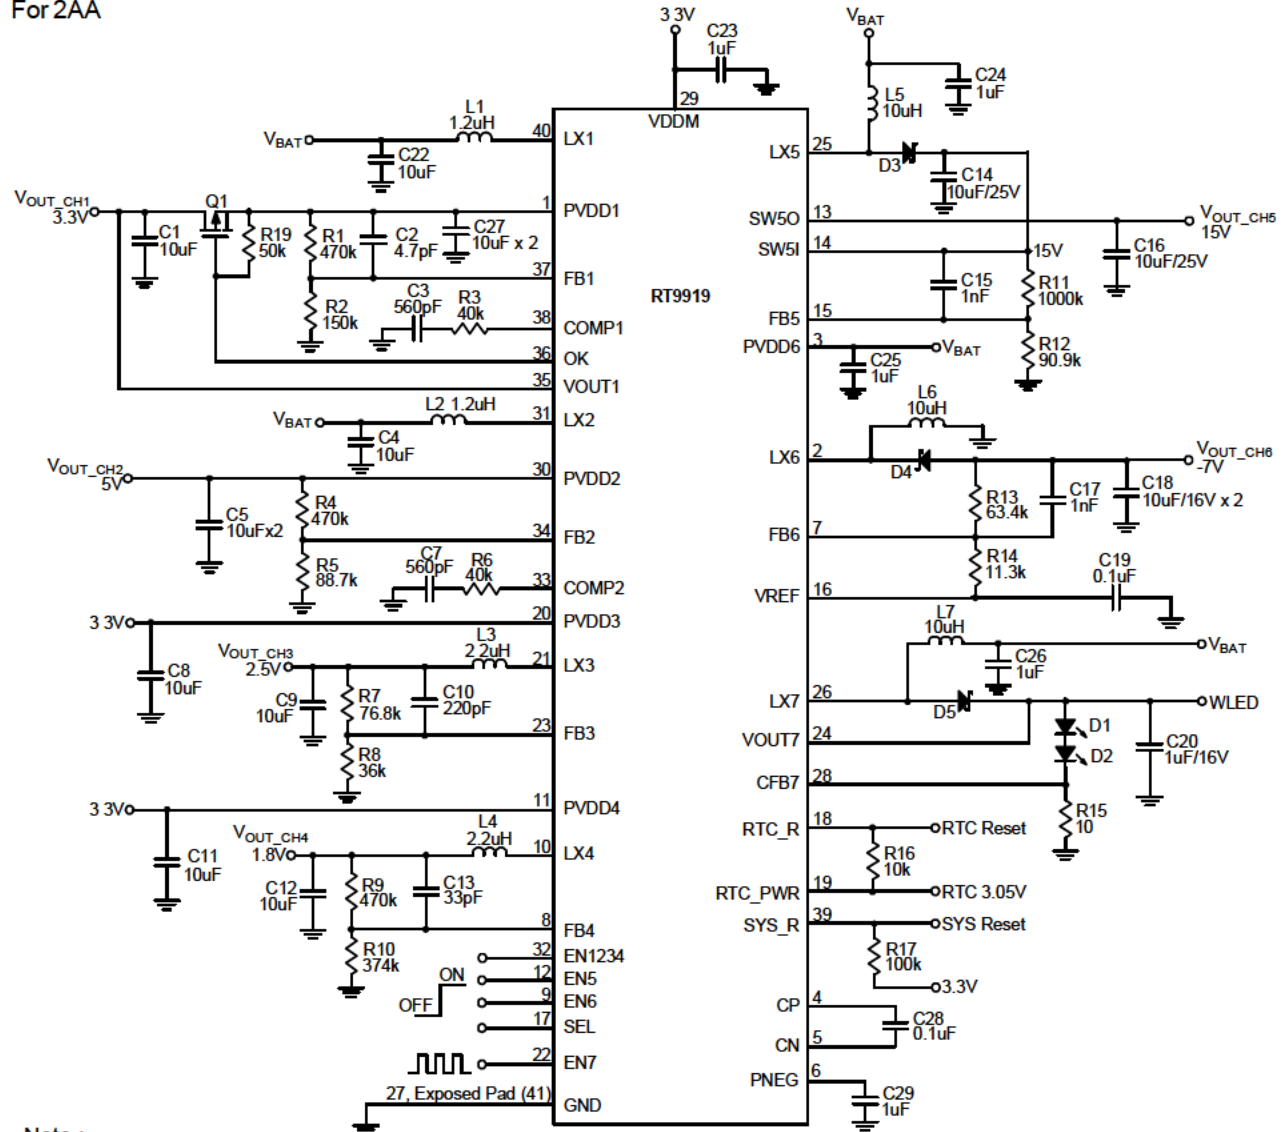 For 2AA
3 3V
C23
1uF
29
VDDM
VBAT
L5
10uH
C24
1uF
VBAT
L1
1.2uH
40
LX1
C22
10uF
VOUT_CH1
3.3V
Q1
C1
10uF
R19
50k
R1
470k
C2
4.7pF
C27
10uF x 2
1
PVDD1
37
FB1
R2
150k
C3
560pF
R3
40k
38
COMP1
36
OK
35
VOUT1
VBAT
L2 1.2uH
31
LX2
C4
10uF
VOUT_CH2
5V
30
PVDD2
C5
10uFx2
R4
470k
34
FB2
R5
88.7k
C7
560pF
R6
40k
33
COMP2
3 3V
20
PVDD3
C8
10uF
VOUT_CH3
2.5V
L3
2 2uH
21
LX3
C9
10uF
R7
76.8k
C10
220pF
23
FB3
R8
36k
3 3V
11
PVDD4
C11
10uF
VOUT_CH4
1.8V
L4
2.2uH
10
LX4
C12
10uF
R9
470k
C13
33pF
8
FB4
R10
374k
32
EN1234
ON
OFF
12
EN5
9
EN6
17
SEL
22
EN7
27, Exposed Pad (41)
GND
RT9919
LX5
25
D3
C14
10uF/25V
SW5O
13
VOUT_CH5
15V
C16
10uF/25V
SW5I
14
15V
C15
1nF
R11
1000k
FB5
15
PVDD6
3
VBAT
C25
1uF
R12
90.9k
L6
10uH
LX6
2
D4
VOUT_CH6
-7V
R13
63.4k
C17
1nF
C18
10uF/16V x 2
FB6
7
R14
11.3k
C19
0.1uF
VREF
16
L7
10uH
VBAT
C26
1uF
LX7
26
D5
WLED
VOUT7
24
D1
D2
C20
1uF/16V
CFB7
28
R15
10
RTC_R
18
RTC Reset
R16
10k
RTC_PWR
19
RTC 3.05V
SYS_R
39
SYS Reset
R17
100k
3.3V
CP
4
C28
0.1uF
CN
5
PNEG
6
C29
1uF